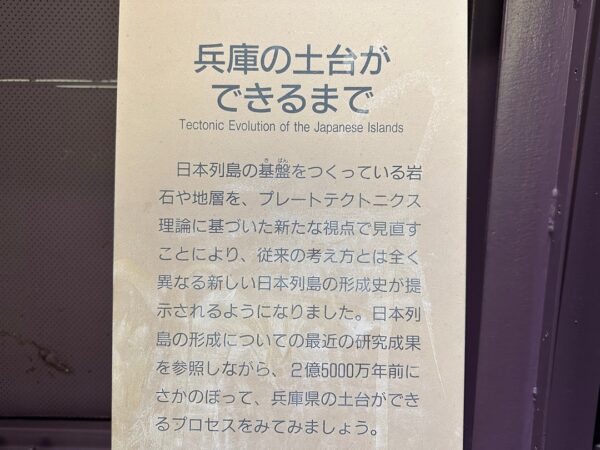 兵庫の土台が
できるまで
Tectonic Evolution of the Japanese Islands
き ばん
日本列島の基盤をつくっている岩
石や地層を、プレートテクトニクス
理論に基づいた新たな視点で見直す
ことにより、従来の考え方とは全く
異なる新しい日本列島の形成史が提
示されるようになりました。日本列
島の形成についての最近の研究成果
を参照しながら、2億5000万年前に
さかのぼって、兵庫県の土台ができ
るプロセスをみてみましょう。